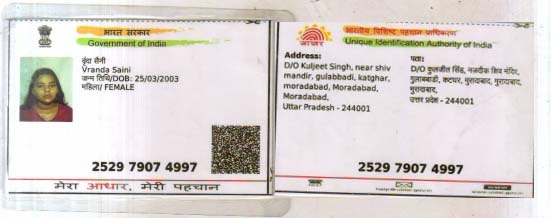 भारत सरकार
Government of India
वृंदा सैनी
Vranda Saini
जन्म तिथि/DOB: 25/03/2003
महिला/ FEMALE
2529 7907 4997
मेरा आधार, मेरी पहचान
भारतीय विशिष्ट पहचान प्राधिकरण
आधार
Unique Identification Authority of India
Address:
D/O Kuljeet Singh, near shiv
mandir, gulabbadi, katghar,
moradabad, Moradabad,
Moradabad,
Uttar Pradesh - 244001
पता:
D/O कुलजीत सिंह, नज़दीक शिव मंदिर,
गुलाबबाड़ी, कटघर, मुरादाबाद, मुरादाबाद,
मुरादाबाद,
उत्तर प्रदेश - 244001
2529 7907 4997